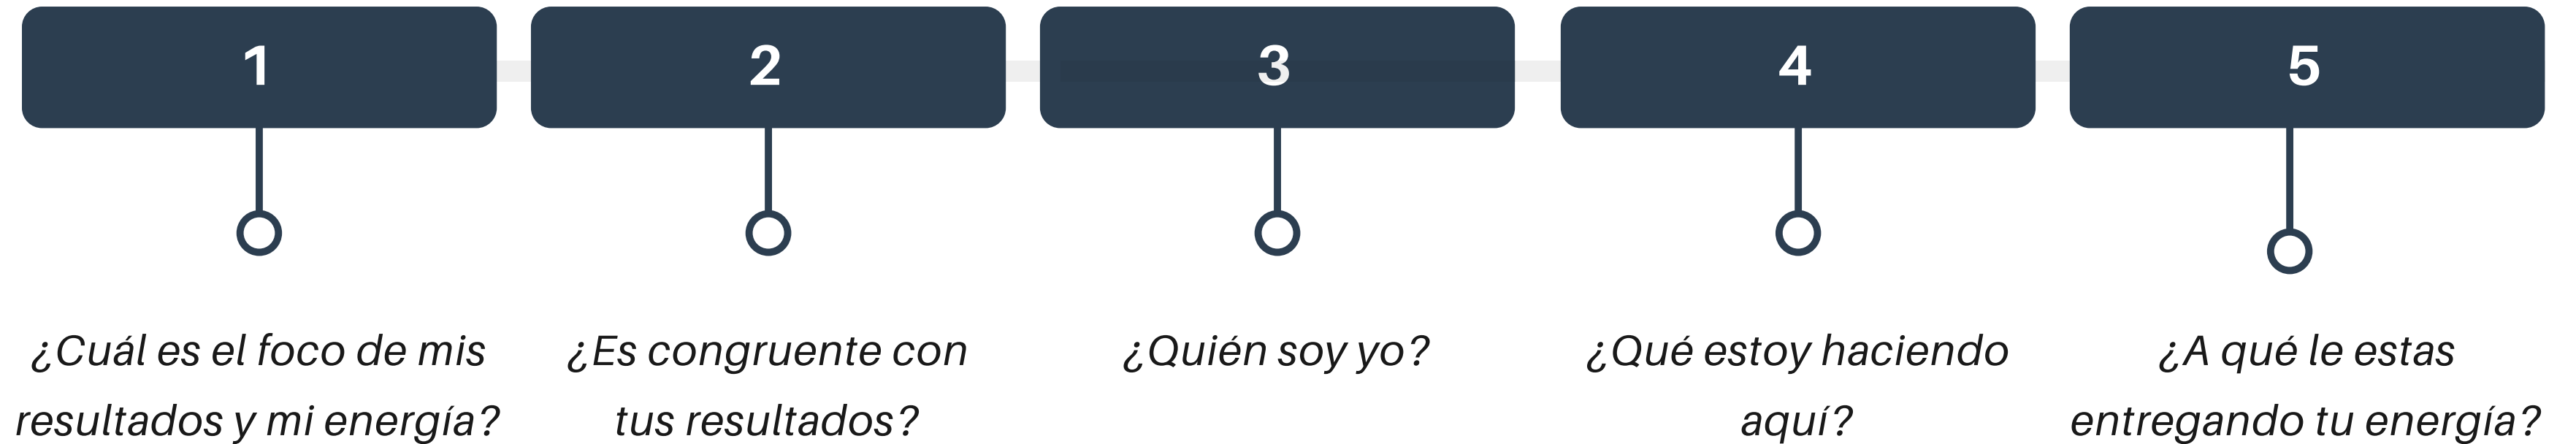 1
2
3
4
5
¿Cuál es el foco de mis
resultados y mi energía?
¿Es congruente con
tus resultados?
¿Quién soy yo?
¿Qué estoy haciendo
aquí?
¿A qué le estas
entregando tu energía?